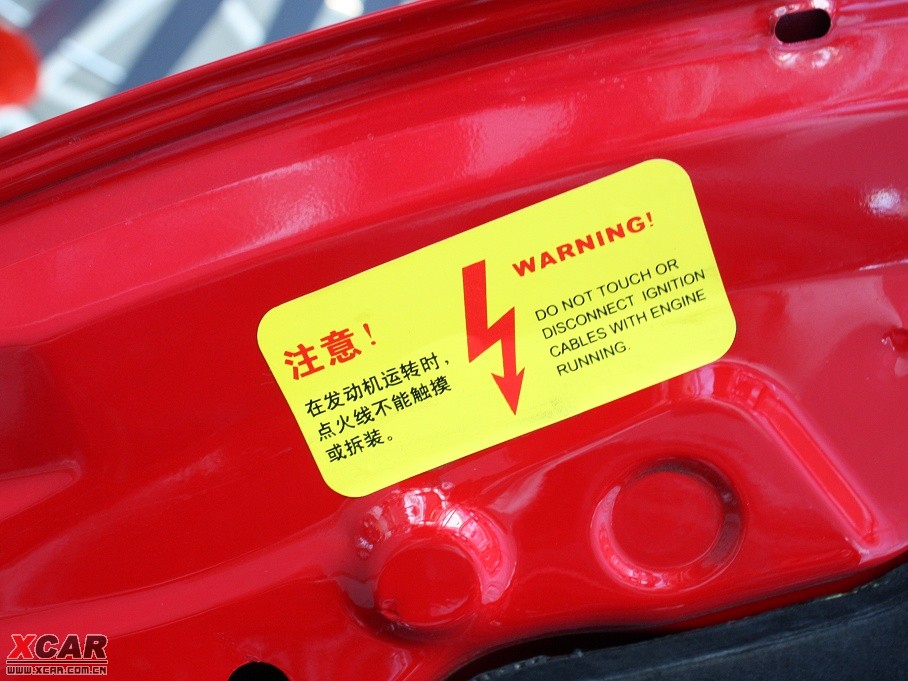 注意！
在发动机运转时，
点火线不能触摸
或拆装。
WARNING!
DO NOT TOUCH OR
DISCONNECT IGNITION
CABLES WITH ENGINE
RUNNING.
XCAR
WWW.XCAR.COM.CN